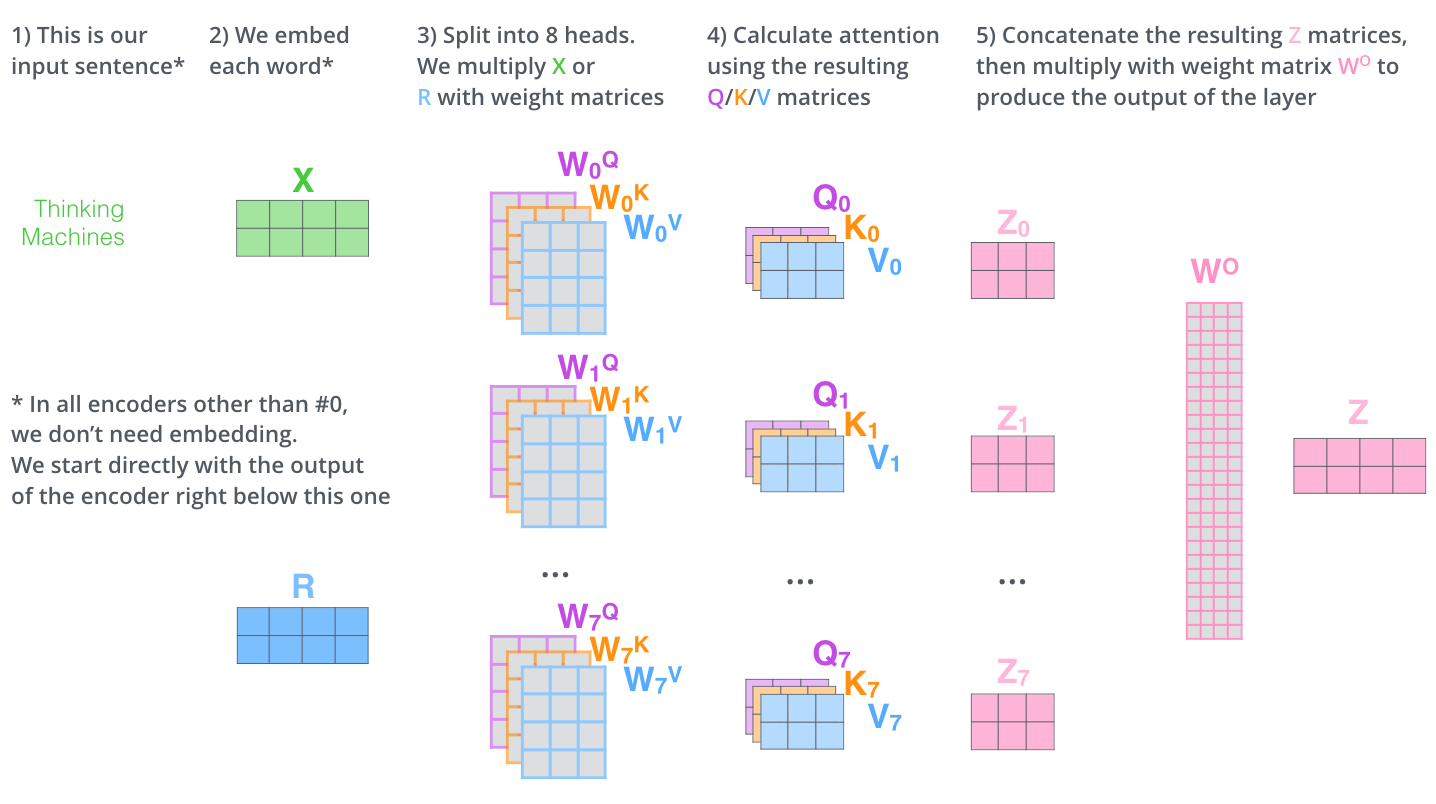 1) This is our
input sentence*
2) We embed
each word*
3) Split into 8 heads.
We multiply X or
R with weight matrices
4) Calculate attention
using the resulting
Q/K/V matrices
5) Concatenate the resulting Z matrices,
then multiply with weight matrix Wᴼ to
produce the output of the layer
Thinking
Machines
X
W₀Q
W₀K
W₀V
Q₀
K₀
V₀
Z₀
Wᴼ
W₁Q
W₁K
W₁V
Q₁
K₁
V₁
Z₁
Z
* In all encoders other than #0,
we don’t need embedding.
We start directly with the output
of the encoder right below this one
...
...
...
R
W₇Q
W₇K
W₇V
Q₇
K₇
V₇
Z₇